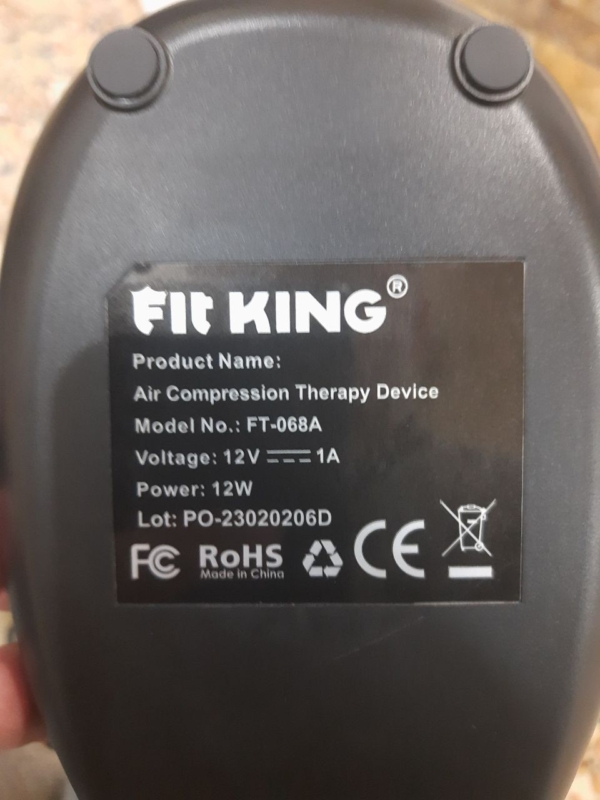 Fit KING®
Product Name:
Air Compression Therapy Device
Model No.: FT-068A
Voltage: 12V ⎓ 1A
Power: 12W
Lot: PO-23020206D
FC RoHS CE
Made in China